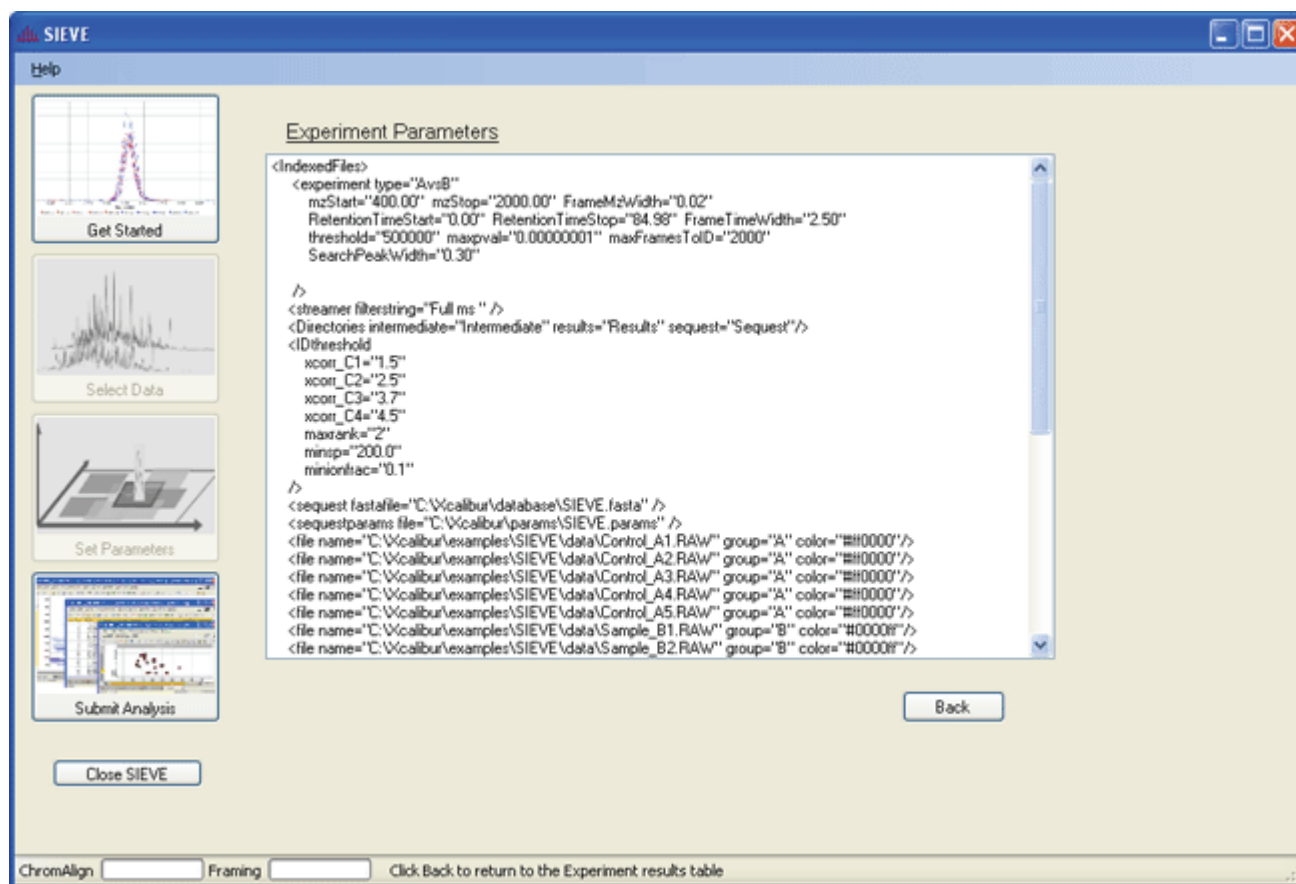 SIEVE
Help
Get Started
Select Data
Set Parameters
Submit Analysis
Close SIEVE
Experiment Parameters
<IndexedFiles>
<experiment type="AvsB"
mzStart="400.00" mzStop="2000.00" FrameMzWidth="0.02"
RetentionTimeStart="0.00" RetentionTimeStop="84.98" FrameTimeWidth="2.50"
threshold="500000" maxpval="0.00000001" maxFramesToID="2000"
SearchPeakWidth="0.30"
/>
<streamer filterstring="Full ms " />
<Directories intermediate="Intermediate" results="Results" sequest="Sequest"/>
<IDthreshold
xcorr_C1="1.5"
xcorr_C2="2.5"
xcorr_C3="3.7"
xcorr_C4="4.5"
maxrank="2"
minsp="200.0"
minionfrac="0.1"
/>
<sequest fastafile="C:\Xcalibur\database\SIEVE.fasta" />
<sequestparams file="C:\Xcalibur\params\SIEVE.params" />
<file name="C:\Xcalibur\examples\SIEVE\data\Control_A1.RAW" group="A" color="#ff0000"/>
<file name="C:\Xcalibur\examples\SIEVE\data\Control_A2.RAW" group="A" color="#ff0000"/>
<file name="C:\Xcalibur\examples\SIEVE\data\Control_A3.RAW" group="A" color="#ff0000"/>
<file name="C:\Xcalibur\examples\SIEVE\data\Control_A4.RAW" group="A" color="#ff0000"/>
<file name="C:\Xcalibur\examples\SIEVE\data\Control_A5.RAW" group="A" color="#ff0000"/>
<file name="C:\Xcalibur\examples\SIEVE\data\Sample_B1.RAW" group="B" color="#0000ff"/>
<file name="C:\Xcalibur\examples\SIEVE\data\Sample_B2.RAW" group="B" color="#0000ff"/>
Back
ChromAlign Framing Click Back to return to the Experiment results table